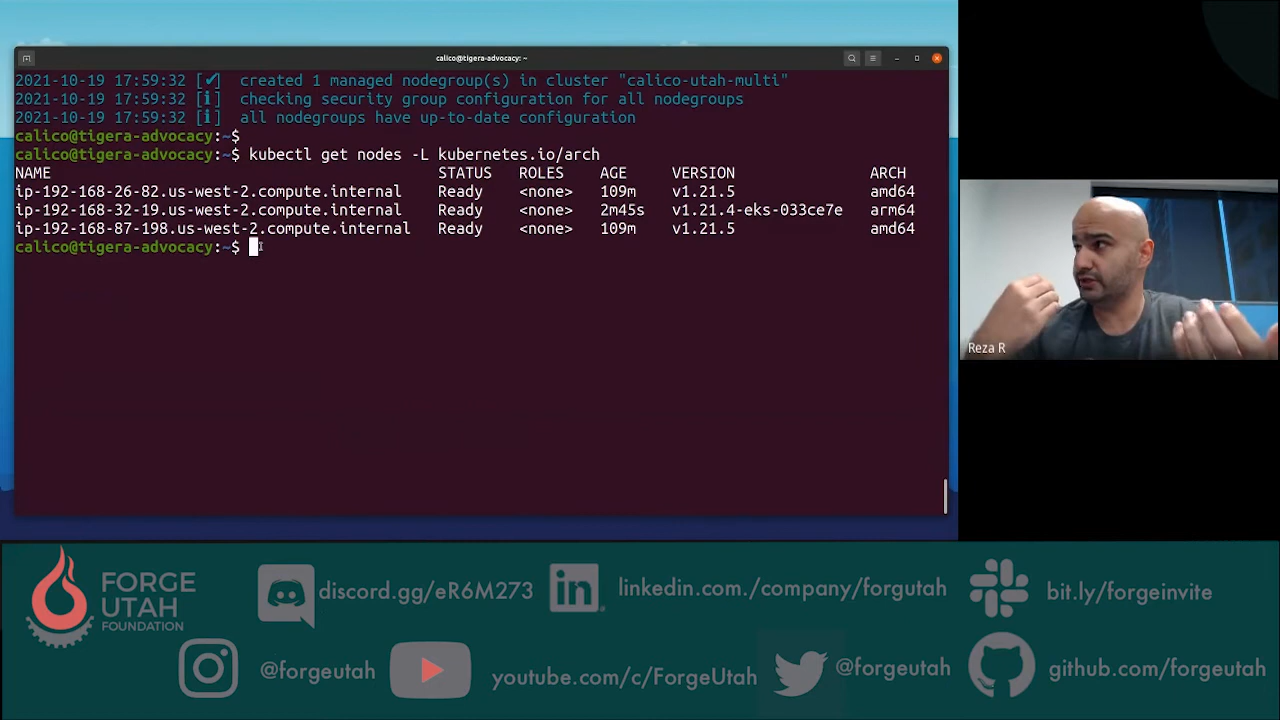 calico@tigera-advocacy: ~
2021-10-19 17:59:32 [✔]  created 1 managed nodegroup(s) in cluster "calico-utah-multi"
2021-10-19 17:59:32 [ℹ]  checking security group configuration for all nodegroups
2021-10-19 17:59:32 [ℹ]  all nodegroups have up-to-date configuration
calico@tigera-advocacy:~$
calico@tigera-advocacy:~$ kubectl get nodes -L kubernetes.io/arch
NAME STATUS ROLES AGE VERSION ARCH
ip-192-168-26-82.us-west-2.compute.internal Ready <none> 109m v1.21.5 amd64
ip-192-168-32-19.us-west-2.compute.internal Ready <none> 2m45s v1.21.4-eks-033ce7e arm64
ip-192-168-87-198.us-west-2.compute.internal Ready <none> 109m v1.21.5 amd64
calico@tigera-advocacy:~$
Reza R
FORGE
UTAH
FOUNDATION
discord.gg/eR6M273
linkedin.com./company/forgutah
bit.ly/forgeinvite
@forgeutah
youtube.com/c/ForgeUtah
@forgeutah
github.com/forgeutah